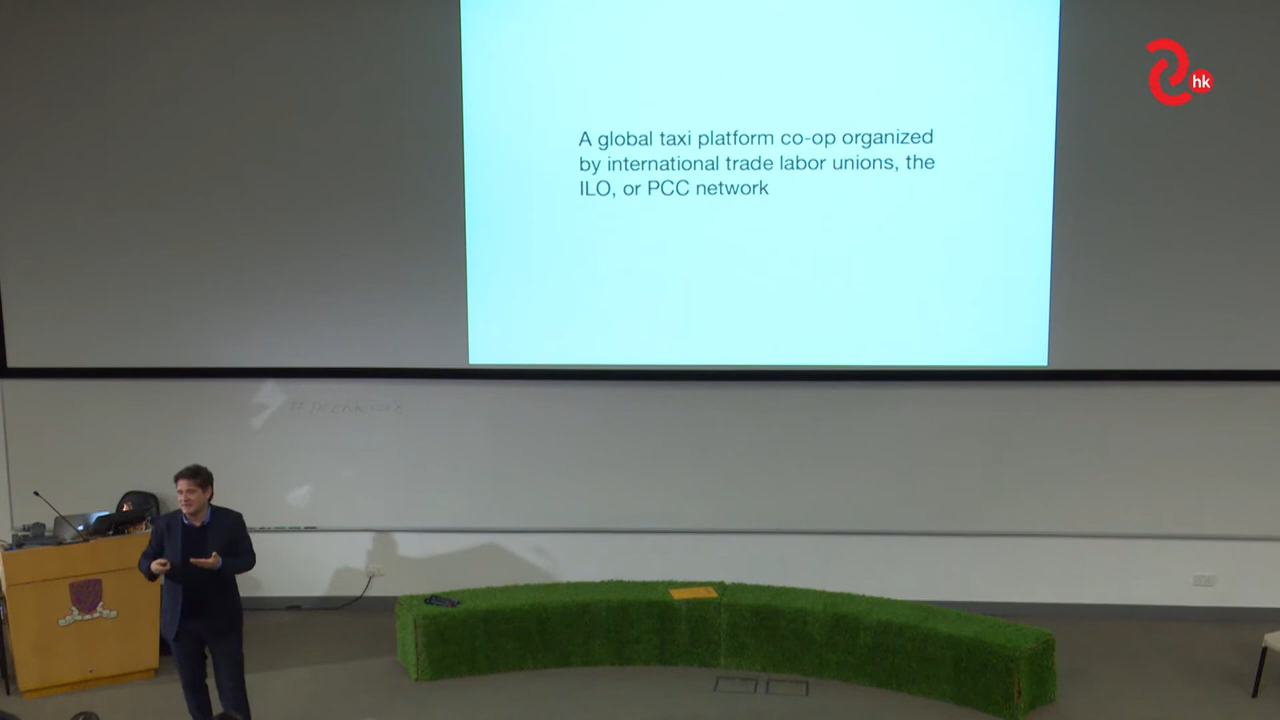 hk
A global taxi platform co-op organized
by international trade labor unions, the
ILO, or PCC network